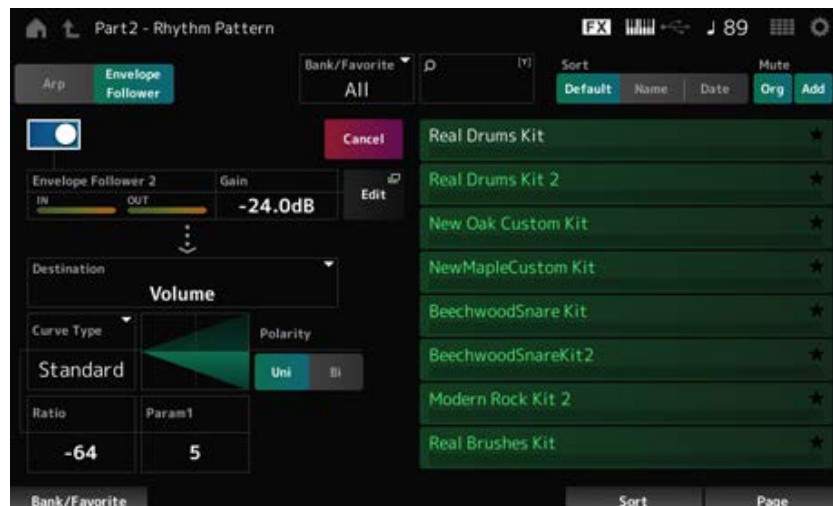 Part2 - Rhythm Pattern
FX
♩ 89
Arp
Envelope
Follower
Bank/Favorite
All
[Y]
Sort
Default
Name
Date
Mute
Org
Add
Cancel
Envelope Follower 2
IN
OUT
Gain
-24.0dB
Edit
Destination
Volume
Curve Type
Standard
Polarity
Uni
Bi
Ratio
-64
Param1
5
Real Drums Kit
Real Drums Kit 2
New Oak Custom Kit
NewMapleCustom Kit
BeechwoodSnare Kit
BeechwoodSnareKit2
Modern Rock Kit 2
Real Brushes Kit
Bank/Favorite
Sort
Page